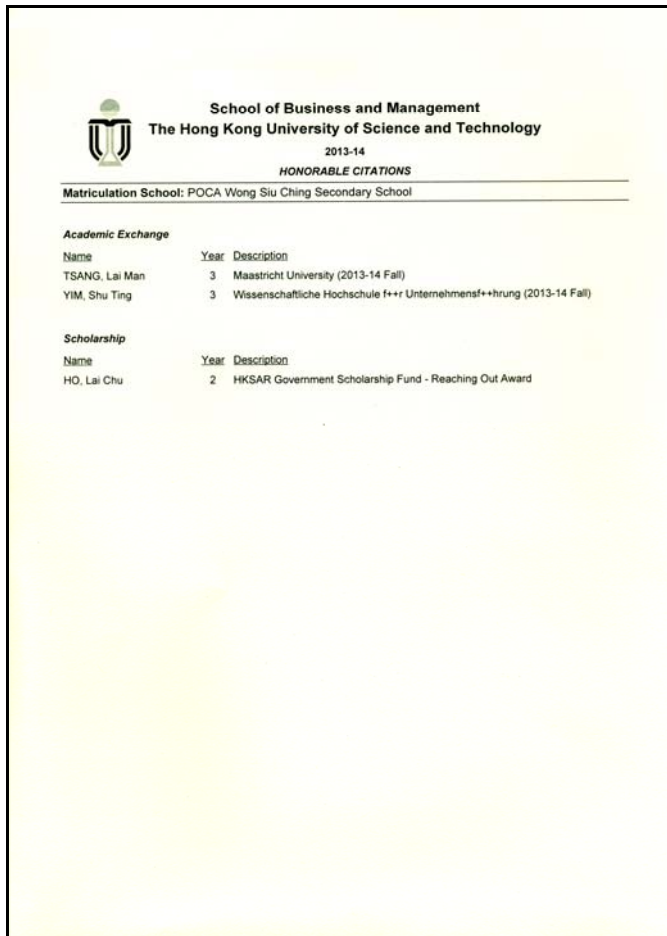 School of Business and Management
The Hong Kong University of Science and Technology
2013-14
HONORABLE CITATIONS
Matriculation School: POCA Wong Siu Ching Secondary School
Academic Exchange
Name Year Description
TSANG, Lai Man 3 Maastricht University (2013-14 Fall)
YIM, Shu Ting 3 Wissenschaftliche Hochschule f++r Unternehmensf++hrung (2013-14 Fall)
Scholarship
Name Year Description
HO, Lai Chu 2 HKSAR Government Scholarship Fund - Reaching Out Award